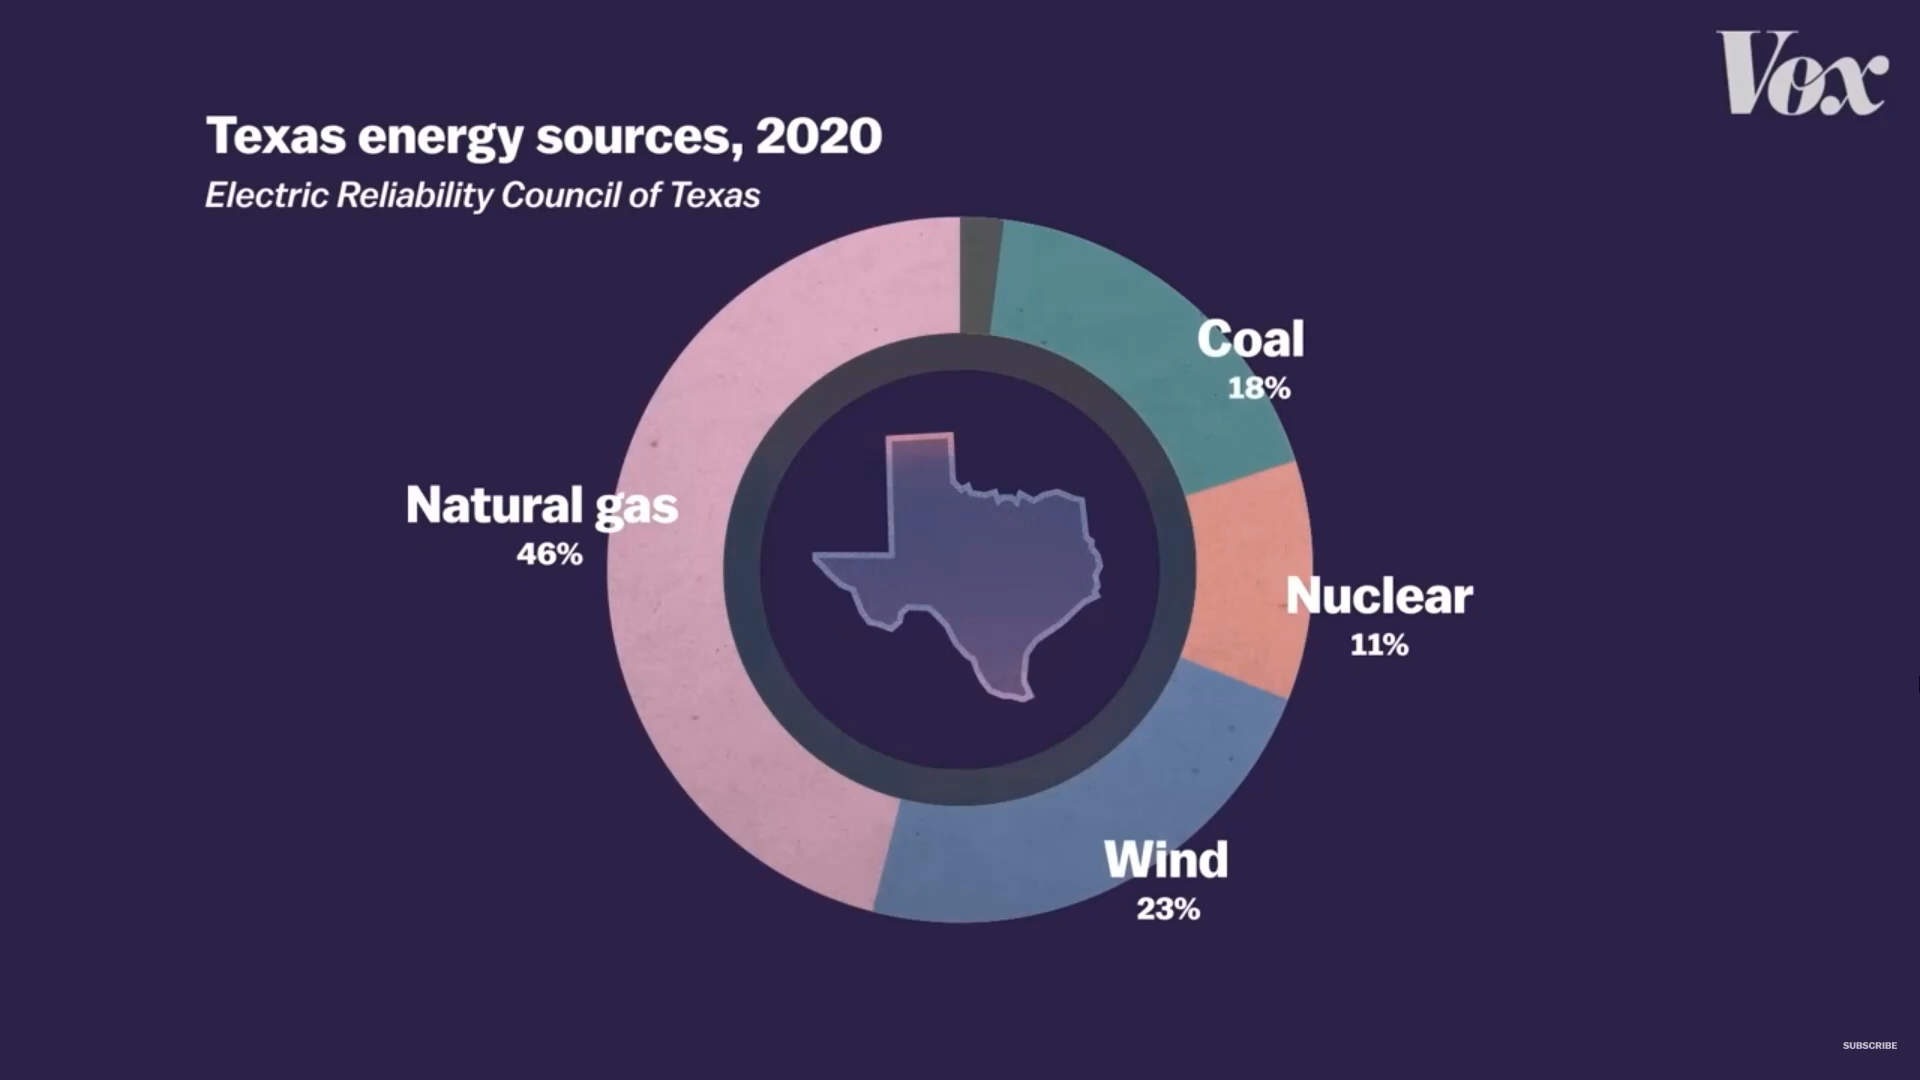 Vox
Texas energy sources, 2020
Electric Reliability Council of Texas
Coal
18%
Natural gas
46%
Nuclear
11%
Wind
23%
SUBSCRIBE